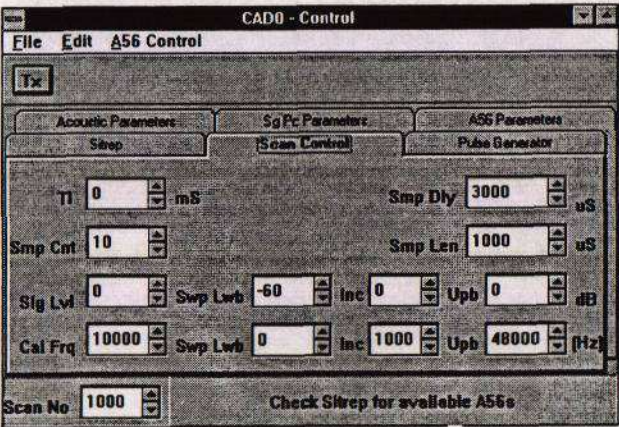 CAD0 - Control
File Edit A56 Control
Tx
Acoustic Parameters Sg Pc Parameters A56 Parameters
Sitrep Scan Control Pulse Generator
TI 0 mS Smp Dly 3000 uS
Smp Cnt 10 Smp Len 1000 uS
Sig Lvl 0 Swp Lwb -60 Inc 0 Upb 0 dB
Cal Frq 10000 Swp Lwb 0 Inc 1000 Upb 48000 [Hz]
Scan No 1000 Check Sitrep for available A56s